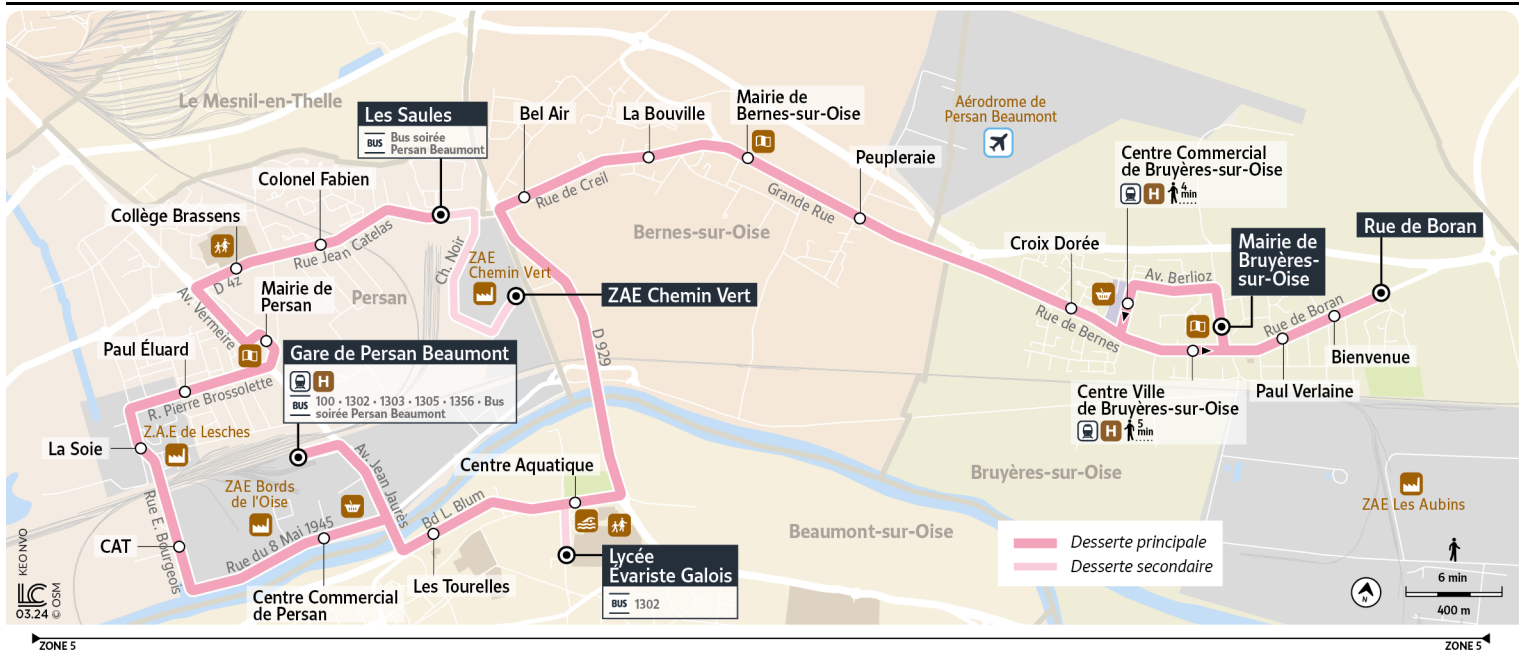 Le Mesnil-en-Thelle
Les Saules
BUS
Bus soirée
Persan Beaumont
Bel Air
La Bouville
Mairie de
Bernes-sur-Oise
Peupleraie
Aérodrome de
Persan Beaumont
Centre Commercial
de Bruyères-sur-Oise
H
4
min
Colonel Fabien
Collège Brassens
Rue Jean Catelas
D 4Z
Rue de Creil
Grande Rue
Bernes-sur-Oise
Croix Dorée
Mairie de
Bruyères-
sur-Oise
Rue de Boran
Ch. Noir
ZAE
Chemin Vert
ZAE Chemin Vert
Av. Berlioz
Rue de Bernes
Rue de Boran
Bienvenue
Paul Verlaine
Mairie de
Persan
Persan
Av. Vermeire
Paul Éluard
R. Pierre Brossolette
D 929
Gare de Persan Beaumont
H
BUS
100 • 1302 • 1303 • 1305 • 1356 • Bus
soirée Persan Beaumont
Centre Ville
de Bruyères-sur-Oise
H
5
min
Z.A.E de Lesches
La Soie
Av. Jean Jaurès
Centre Aquatique
Bruyères-sur-Oise
ZAE Bords
de l'Oise
Rue E. Bourgeois
Rue du 8 Mai 1945
Bd L. Blum
ZAE Les Aubins
Beaumont-sur-Oise
CAT
Les Tourelles
Centre Commercial
de Persan
Lycée
Évariste Galois
BUS
1302
Desserte principale
Desserte secondaire
N
6 min
400 m
KEO NVO
LC
03.24
© OSM
ZONE 5
ZONE 5